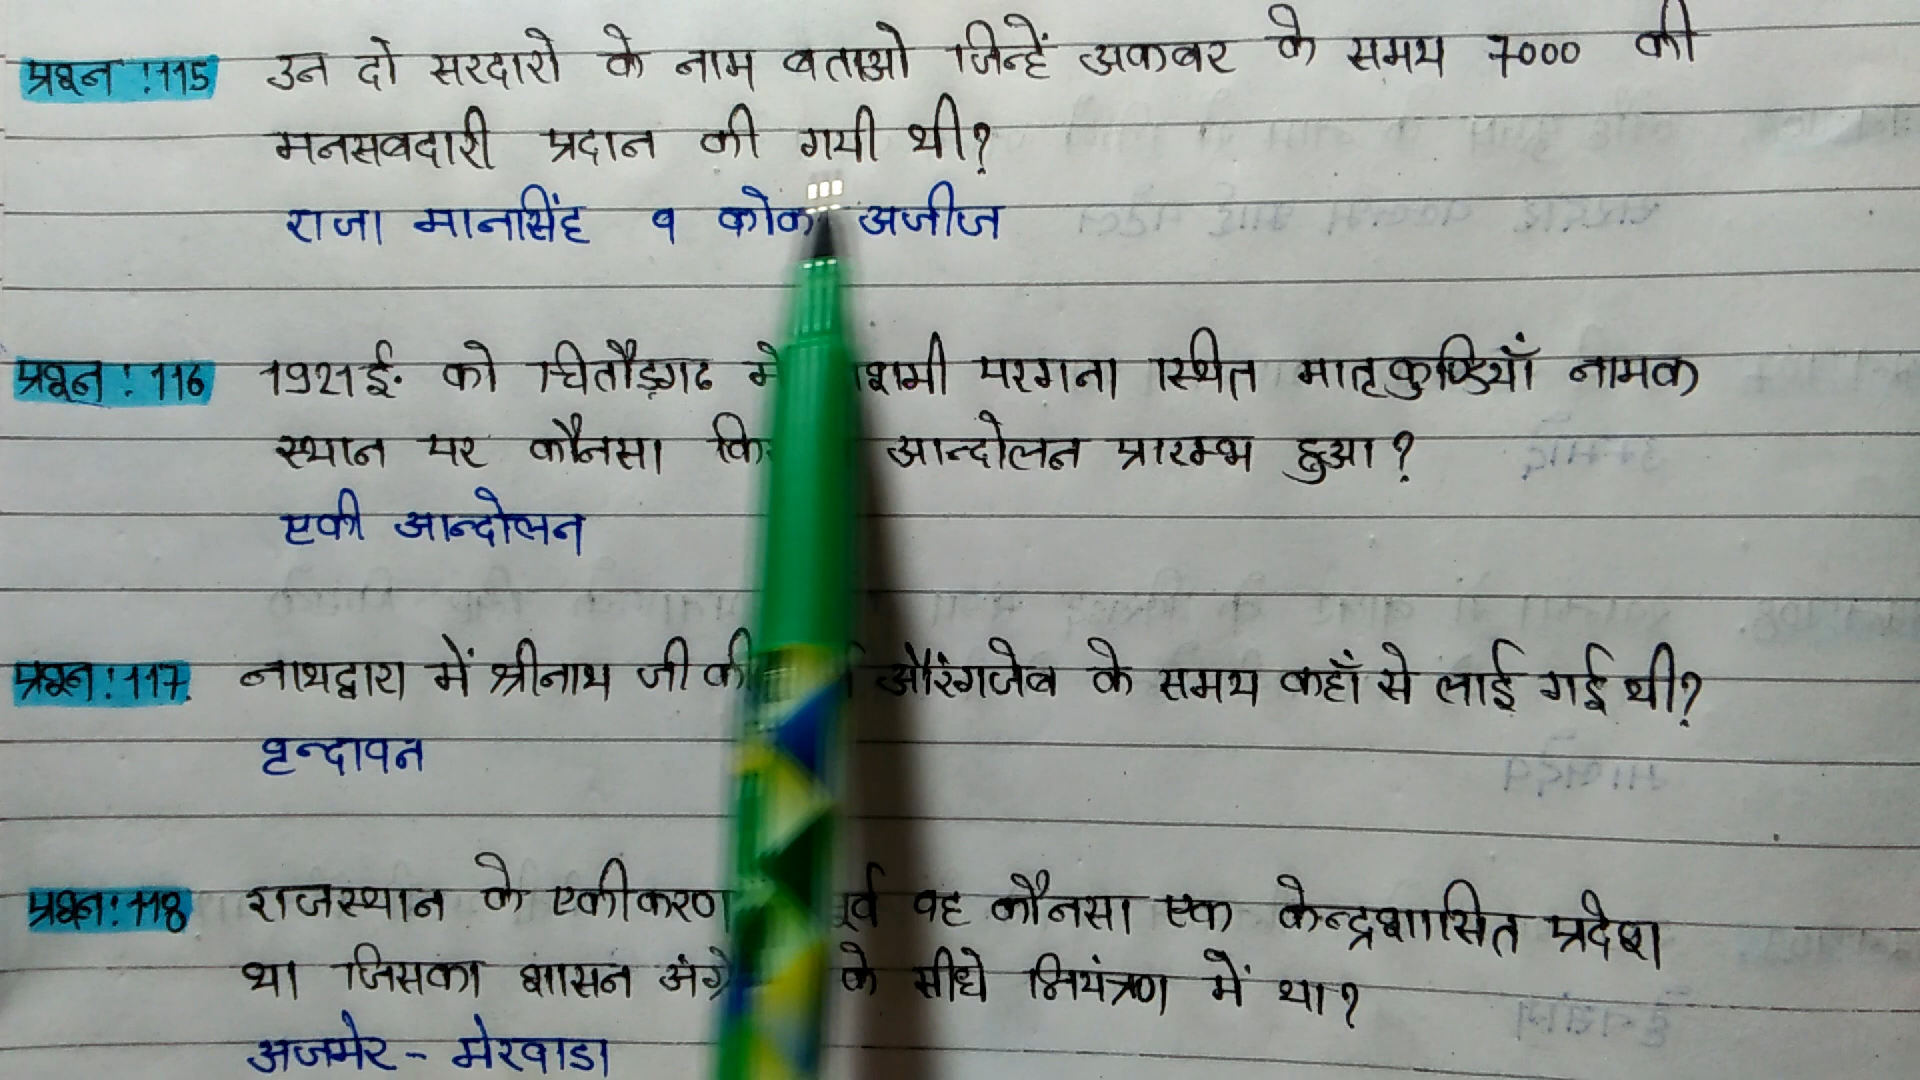 प्रश्न : 115 उन दो सरदारो के नाम बताओ जिन्हें अकबर के समय 7000 की
मनसबदारी प्रदान की गयी थी?
राजा मानसिंह व अजीज
प्रश्न : 116 1921 ई. को चितौड़गढ में परगना स्थित मातृकुण्डियाँ नामक
स्थान पर कौनसा आन्दोलन प्रारम्भ हुआ?
एकी आन्दोलन
प्रश्न : 117. नाथद्वारा में श्रीनाथ जी की औरंगजेब के समय कहाँ से लाई गई थी?
वृन्दावन
प्रश्न : 118 राजस्थान के एकीकरण वह कौनसा एक केन्द्रशासित प्रदेश
था जिसका शासन के सीधे नियंत्रण में था?
अजमेर - मेरवाडा